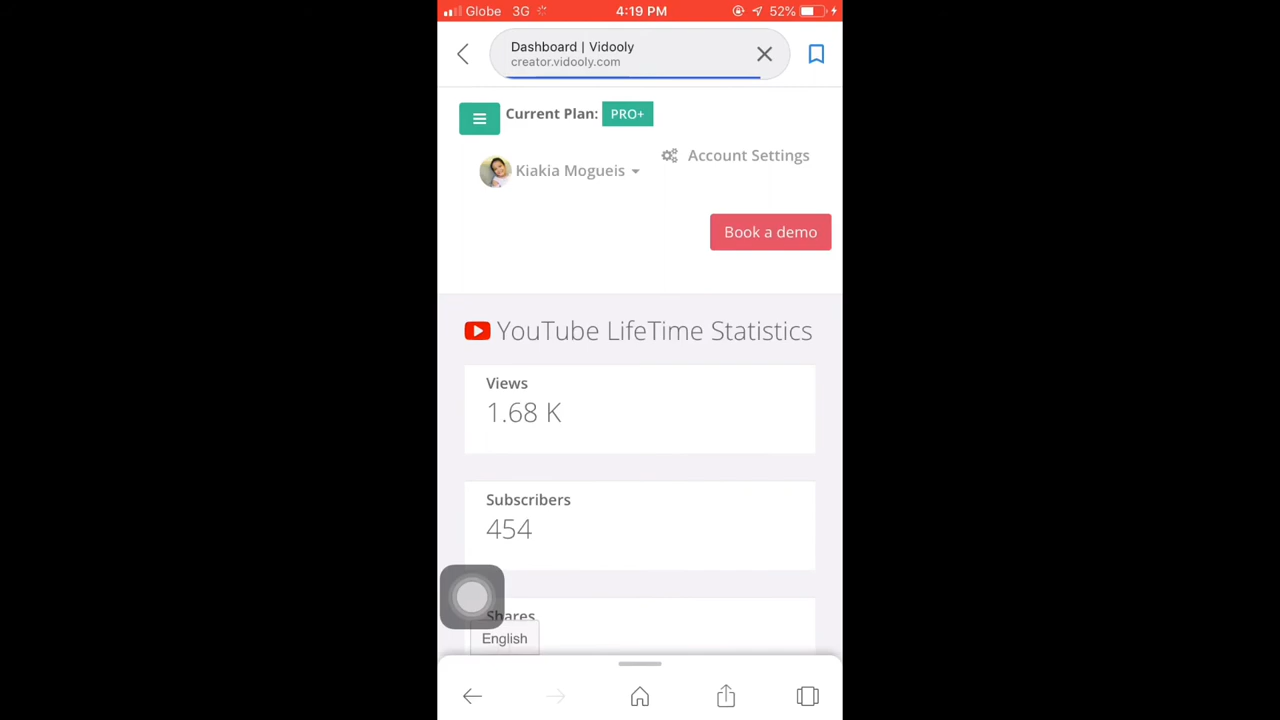 Globe 3G 4:19 PM 52%
Dashboard | Vidooly
creator.vidooly.com
Current Plan: PRO+
Account Settings
Kiakia Mogueis
Book a demo
YouTube LifeTime Statistics
Views
1.68 K
Subscribers
454
Shares
English